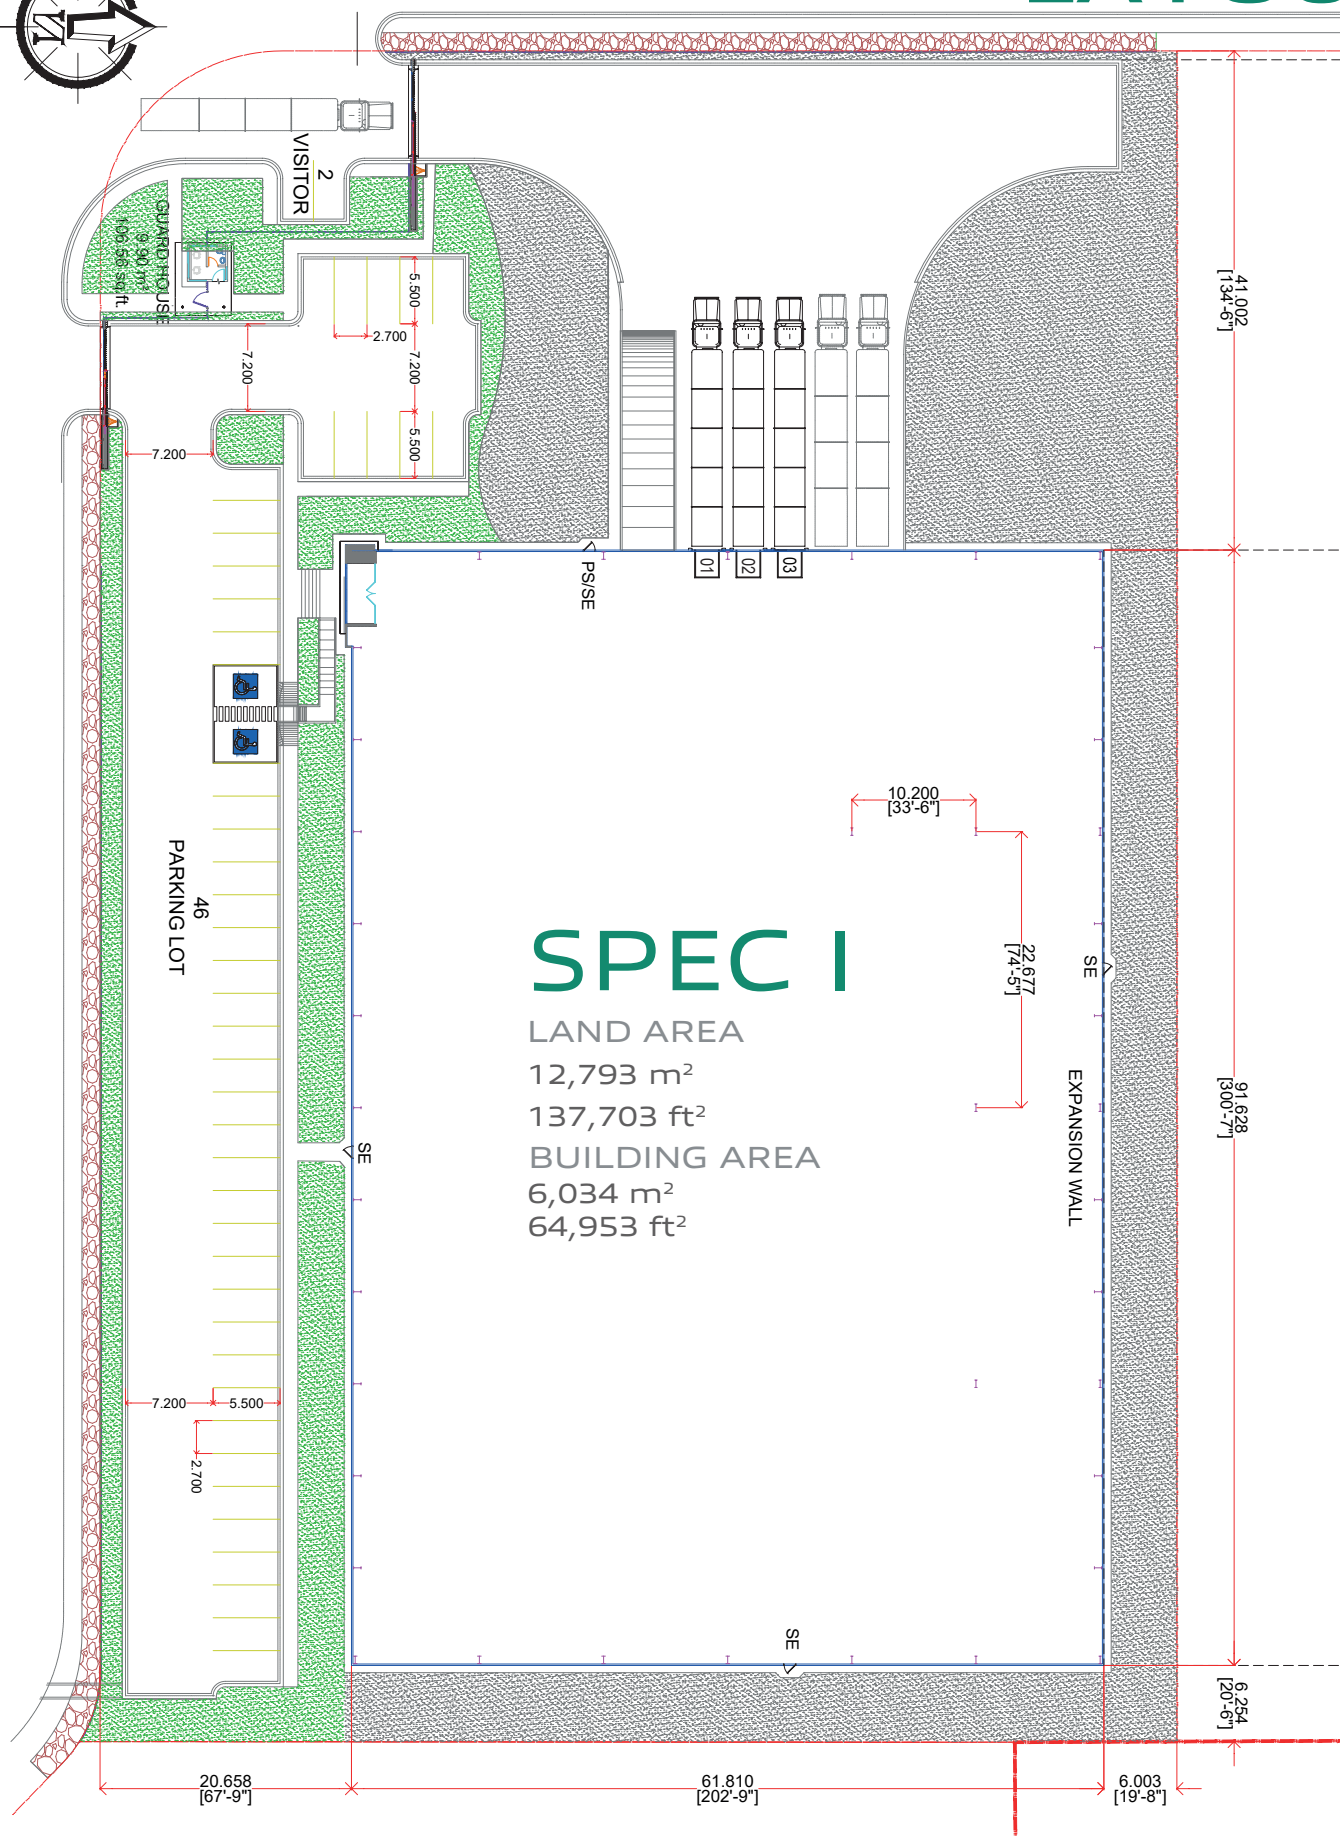 N
2
VISITOR
GUARD HOUSE
9.90 m²
106.56 sq.ft.
5.500
2.700
7.200
7.200
5.500
7.200
41.002
[134'-6"]
01
02
03
PS/SE
10.200
[33'-6"]
22.677
[74'-5"]
46
PARKING LOT
SPEC I
LAND AREA
12,793 m²
137,703 ft²
BUILDING AREA
6,034 m²
64,953 ft²
SE
EXPANSION WALL
91.628
[300'-7"]
SE
7.200
5.500
2.700
SE
6.254
[20'-6"]
20.658
[67'-9"]
61.810
[202'-9"]
6.003
[19'-8"]